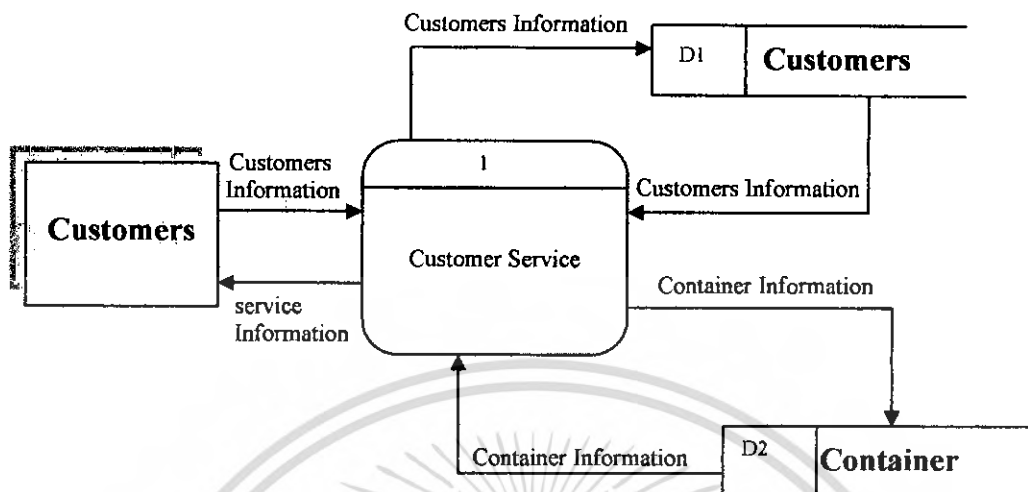 Customers Information
D1
Customers
Customers
Information
1
Customers Information
Customers
Customer Service
service
Information
Container Information
Container Information
D2
Container